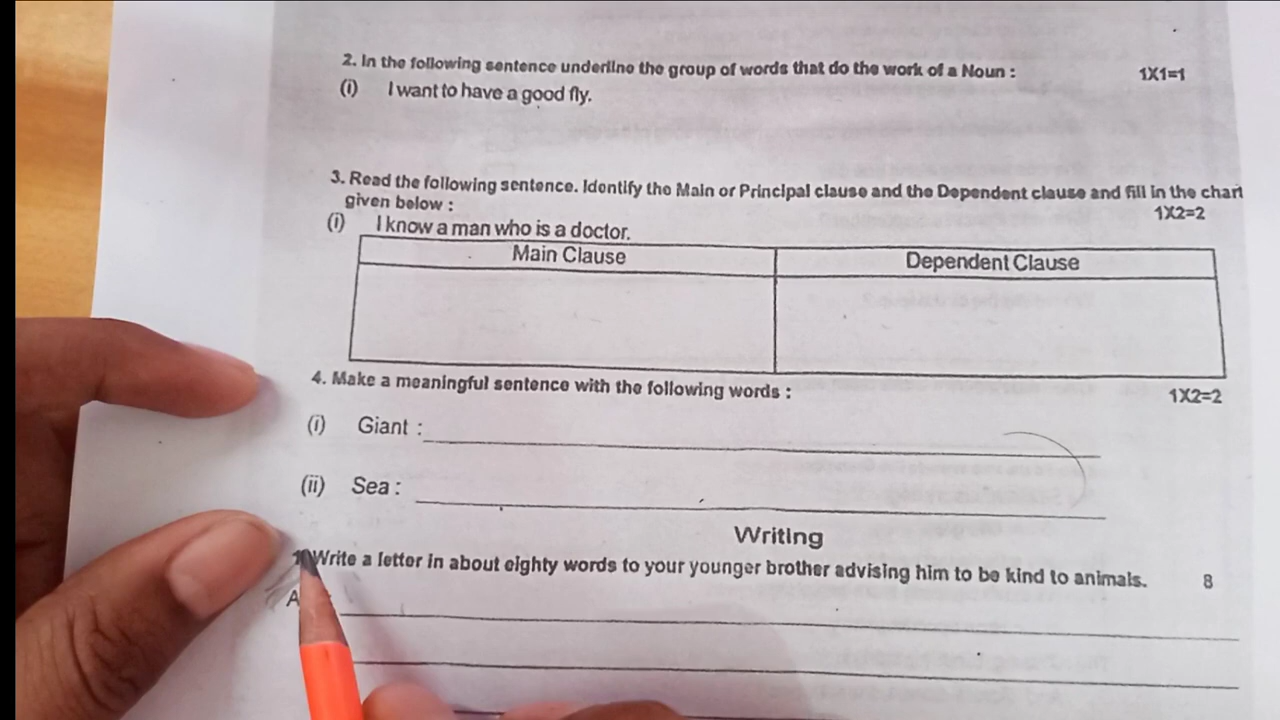 2. In the following sentence underline the group of words that do the work of a Noun : 1X1=1
(i) I want to have a good fly.
3. Read the following sentence. Identify the Main or Principal clause and the Dependent clause and fill in the chart
given below : 1X2=2
(i) I know a man who is a doctor.
Main Clause Dependent Clause
4. Make a meaningful sentence with the following words : 1X2=2
(i) Giant :
(ii) Sea :
Writing
Write a letter in about eighty words to your younger brother advising him to be kind to animals. 8